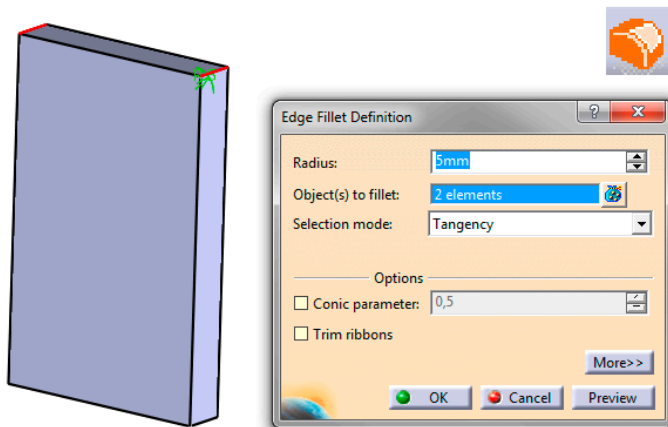 Edge Fillet Definition
?
Radius: 5mm
Object(s) to fillet: 2 elements
Selection mode: Tangency
Options
Conic parameter: 0,5
Trim ribbons
More>>
OK Cancel Preview